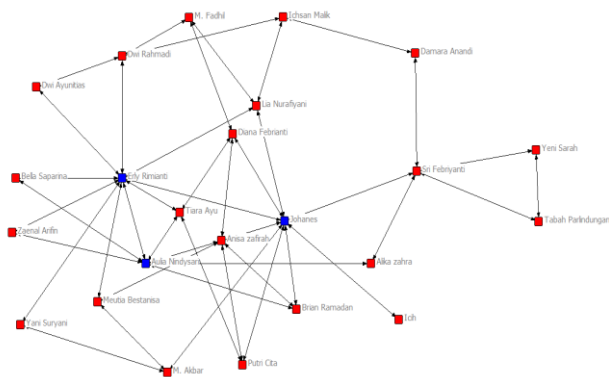 M. Fadhil
Ichsan Malik
Dwi Rahmadi
Damara Anandi
Dwi Ayunitias
Lia Nurafiyani
Diana Febrianti
Yeni Sarah
Sri Febriyanti
Bella Saparina
Erly Rimianti
Tiara Ayu
Johanes
Tabah Parlindungan
Zaenal Arifin
Anisa zafirah
Aulia Nindysari
Alika zahra
Meutia Bestarisa
Brian Ramadan
Icih
Yani Suryani
M. Akbar
Putri Cita